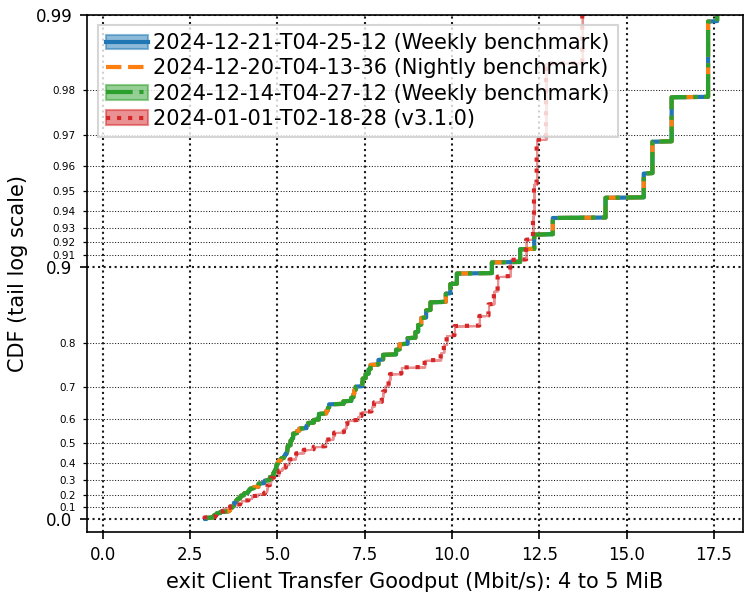 0.99
2024-12-21-T04-25-12 (Weekly benchmark)
2024-12-20-T04-13-36 (Nightly benchmark)
2024-12-14-T04-27-12 (Weekly benchmark)
2024-01-01-T02-18-28 (v3.1.0)
0.98
0.97
0.96
0.95
0.94
0.93
0.92
0.91
0.9
0.8
0.7
0.6
0.5
0.4
0.3
0.2
0.1
0.0
CDF (tail log scale)
0.0 2.5 5.0 7.5 10.0 12.5 15.0 17.5
exit Client Transfer Goodput (Mbit/s): 4 to 5 MiB